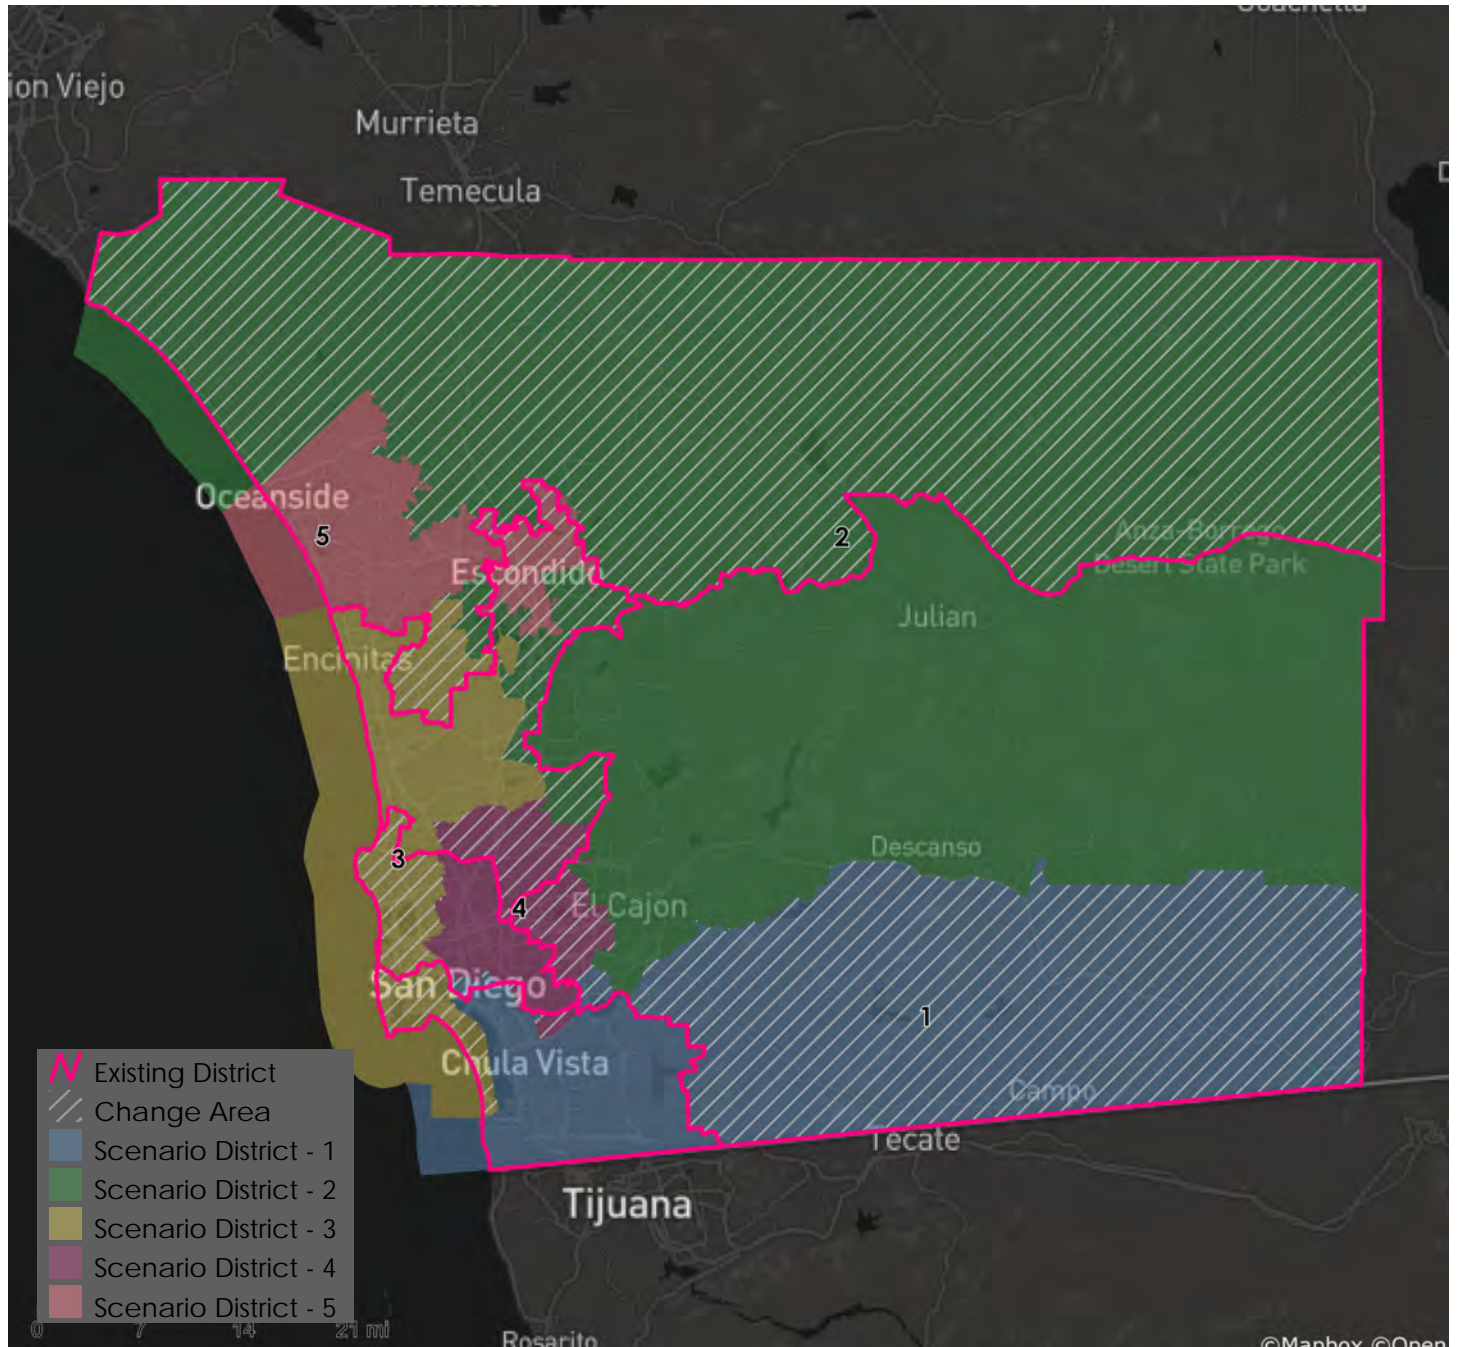 ion Viejo
Murrieta
Temecula
Oceanside
5
2
Anza-Borrego
Desert State Park
Escondido
Julian
Encinitas
3
Descanso
4
El Cajon
San Diego
1
Chula Vista
Campo
Tecate
Tijuana
Rosarito
Existing District
Change Area
Scenario District - 1
Scenario District - 2
Scenario District - 3
Scenario District - 4
Scenario District - 5
0 7 14 21 mi
©Mapbox ©Open